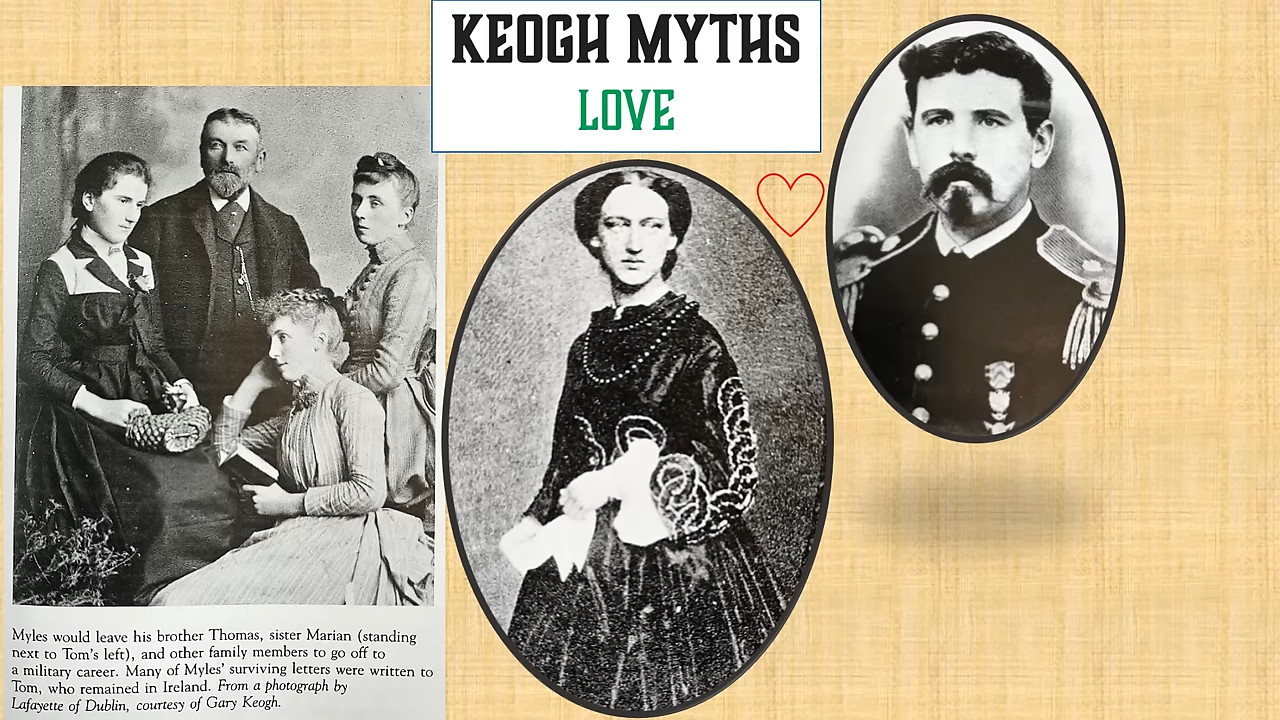 KEOGH MYTHS
LOVE
Myles would leave his brother Thomas, sister Marian (standing
next to Tom's left), and other family members to go off to
a military career. Many of Myles' surviving letters were written to
Tom, who remained in Ireland. From a photograph by
Lafayette of Dublin, courtesy of Gary Keogh.